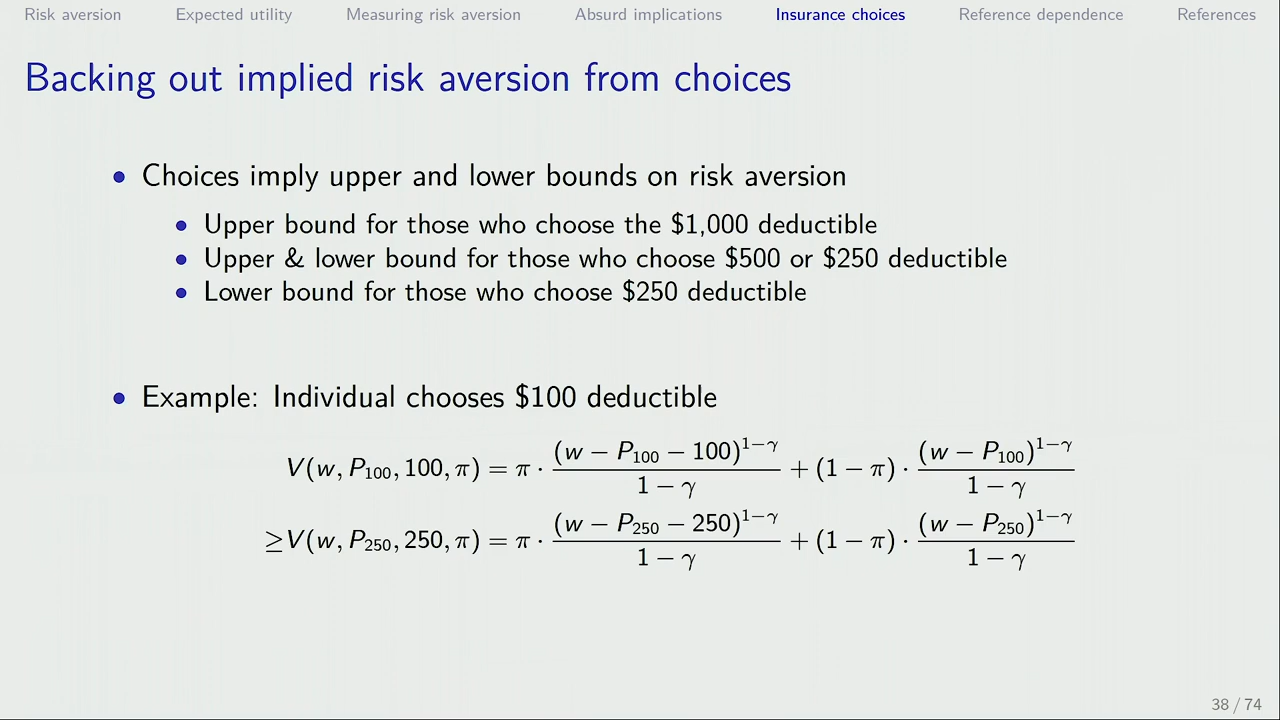 Risk aversion Expected utility Measuring risk aversion Absurd implications Insurance choices Reference dependence References
Backing out implied risk aversion from choices
• Choices imply upper and lower bounds on risk aversion
• Upper bound for those who choose the $1,000 deductible
• Upper & lower bound for those who choose $500 or $250 deductible
• Lower bound for those who choose $250 deductible
• Example: Individual chooses $100 deductible
V(w, P₁₀₀, 100, π) = π · (w − P₁₀₀ − 100)^{1−γ} / (1 − γ) + (1 − π) · (w − P₁₀₀)^{1−γ} / (1 − γ)
≥V(w, P₂₅₀, 250, π) = π · (w − P₂₅₀ − 250)^{1−γ} / (1 − γ) + (1 − π) · (w − P₂₅₀)^{1−γ} / (1 − γ)
38 / 74